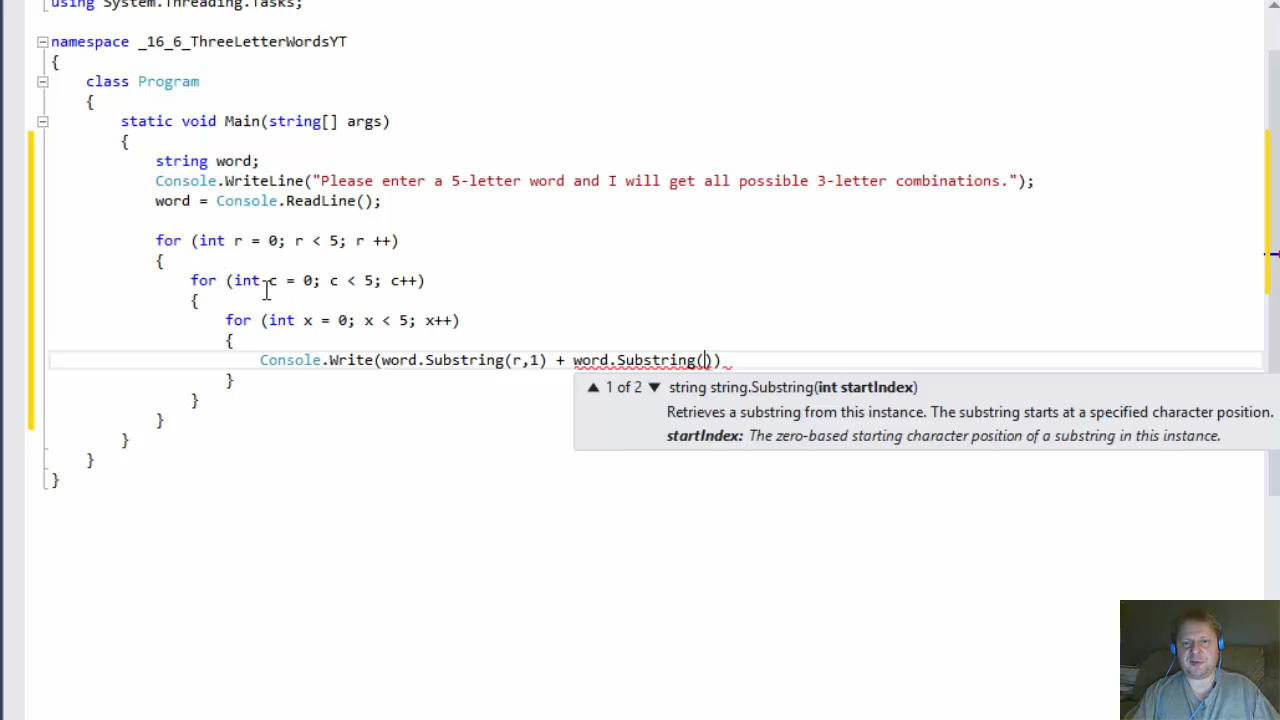 using System.Threading.Tasks;
namespace _16_6_ThreeLetterWordsYT
{
class Program
{
static void Main(string[] args)
{
string word;
Console.WriteLine("Please enter a 5-letter word and I will get all possible 3-letter combinations.");
word = Console.ReadLine();
for (int r = 0; r < 5; r ++)
{
for (int c = 0; c < 5; c++)
{
for (int x = 0; x < 5; x++)
{
Console.Write(word.Substring(r,1) + word.Substring())
}
}
}
}
}
}
▲ 1 of 2 ▼ string string.Substring(int startIndex)
Retrieves a substring from this instance. The substring starts at a specified character position.
startIndex: The zero-based starting character position of a substring in this instance.